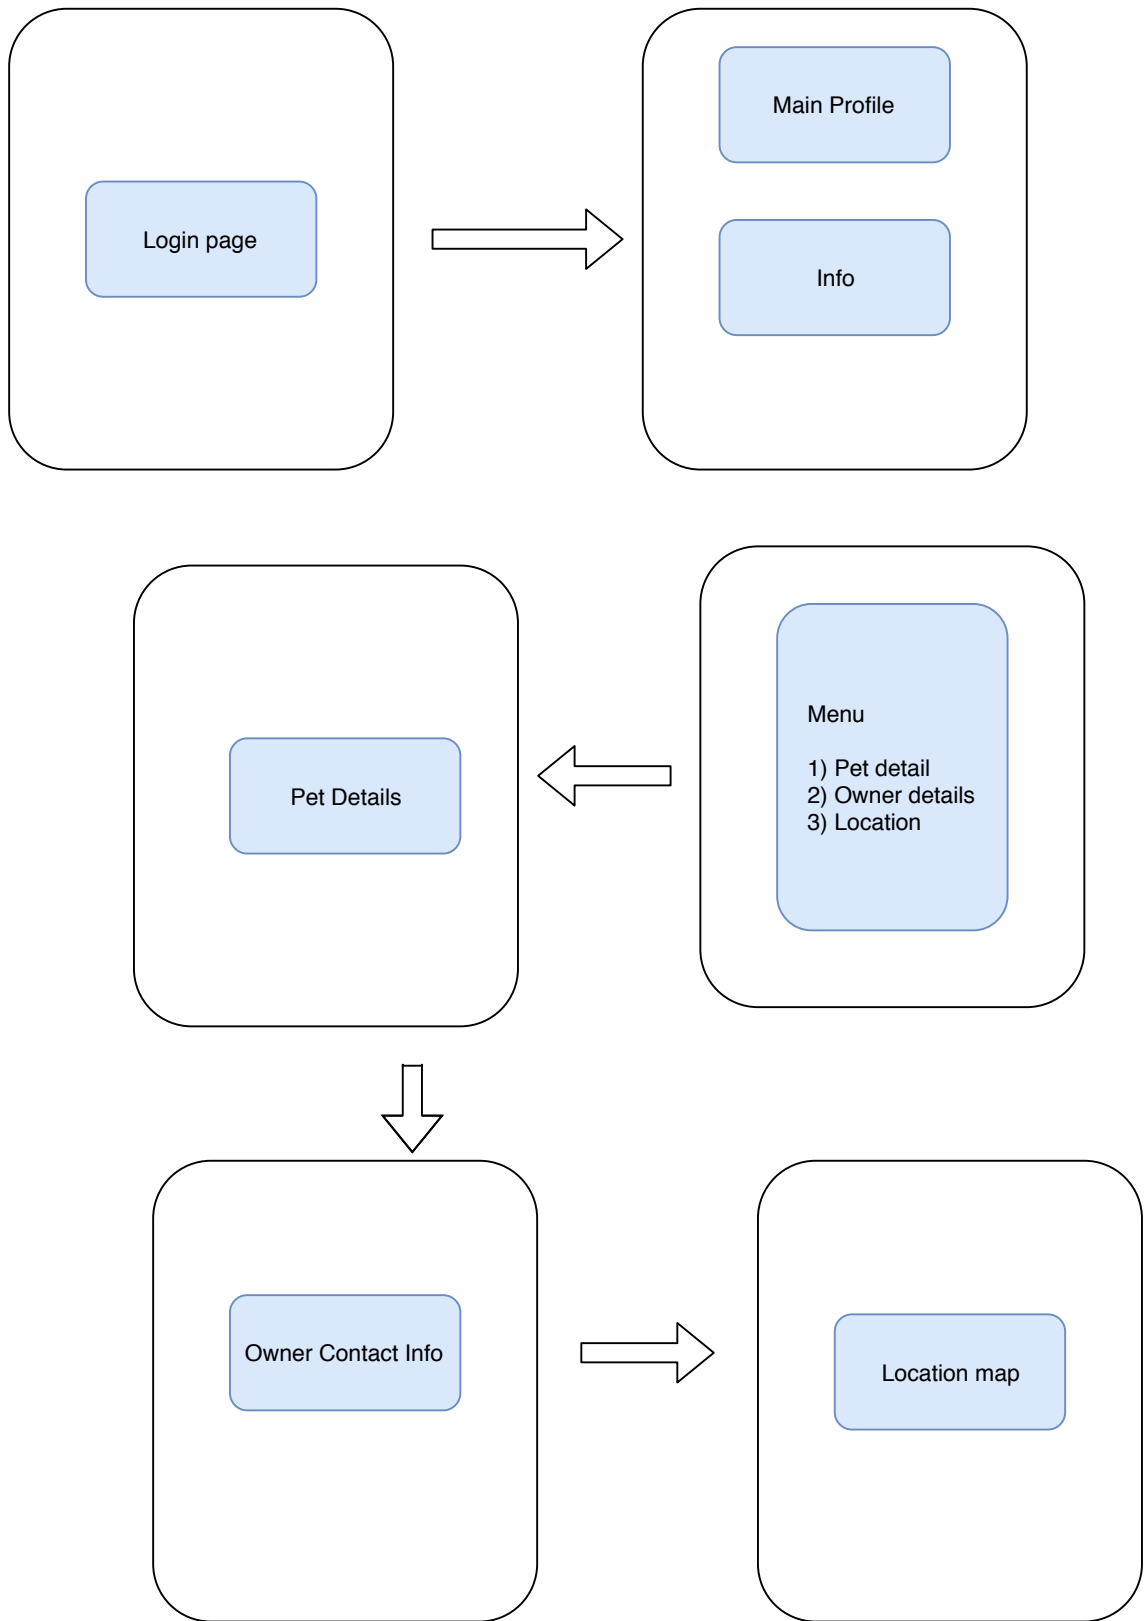 Login page
Main Profile
Info
Menu
1) Pet detail
2) Owner details
3) Location
Pet Details
Owner Contact Info
Location map